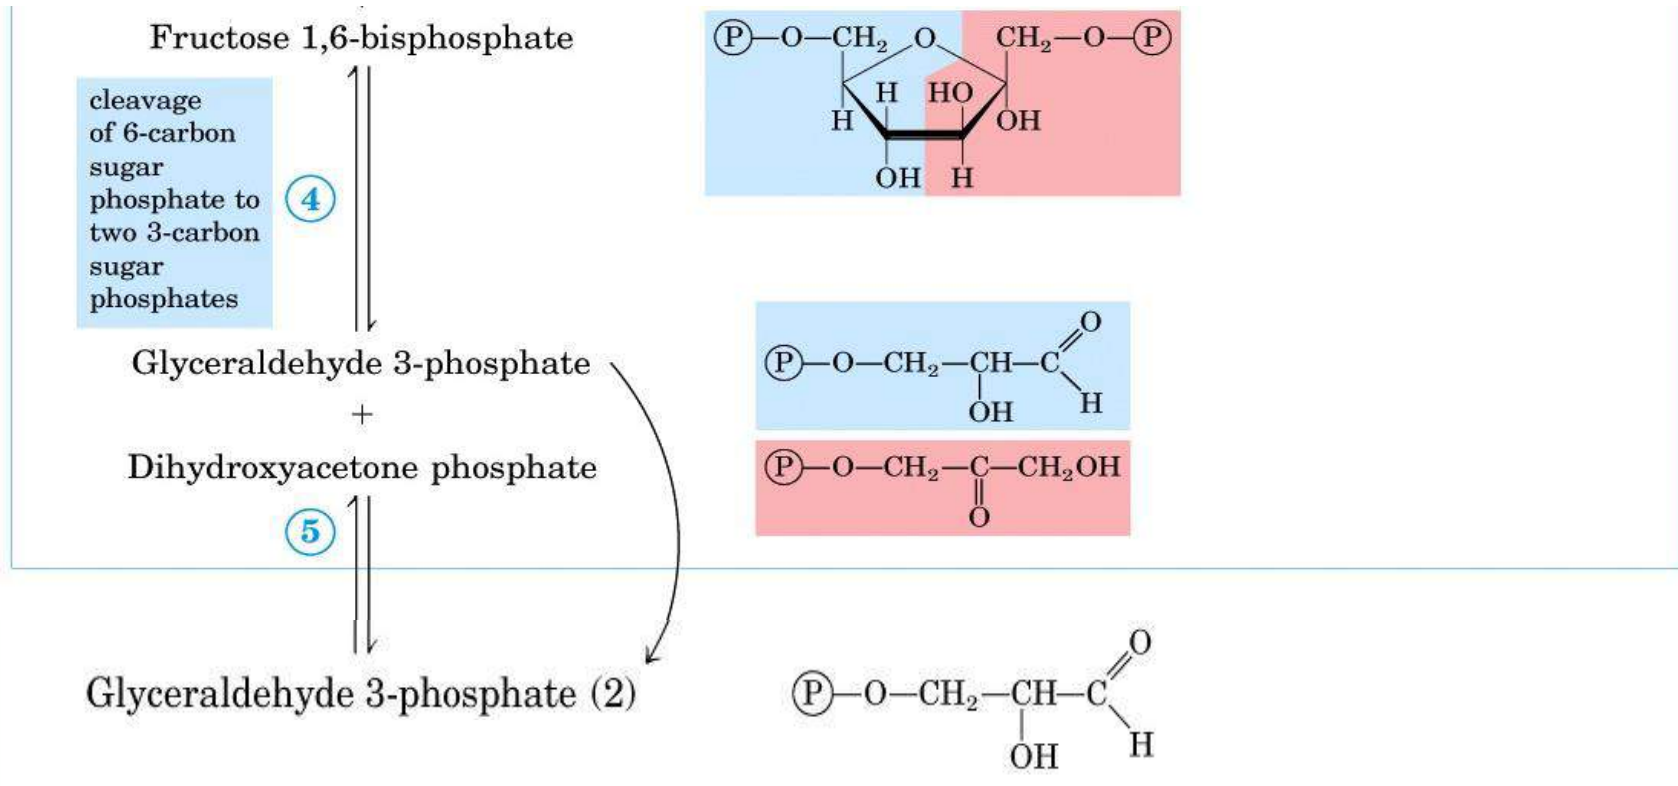 Fructose 1,6-bisphosphate
cleavage
of 6-carbon
sugar
phosphate to
two 3-carbon
sugar
phosphates
4
Glyceraldehyde 3-phosphate
+
Dihydroxyacetone phosphate
5
Glyceraldehyde 3-phosphate (2)
P—O—CH₂ O CH₂—O—P
H HO
H OH
OH H
O
P—O—CH₂—CH—C
OH H
P—O—CH₂—C—CH₂OH
O
O
P—O—CH₂—CH—C
OH H